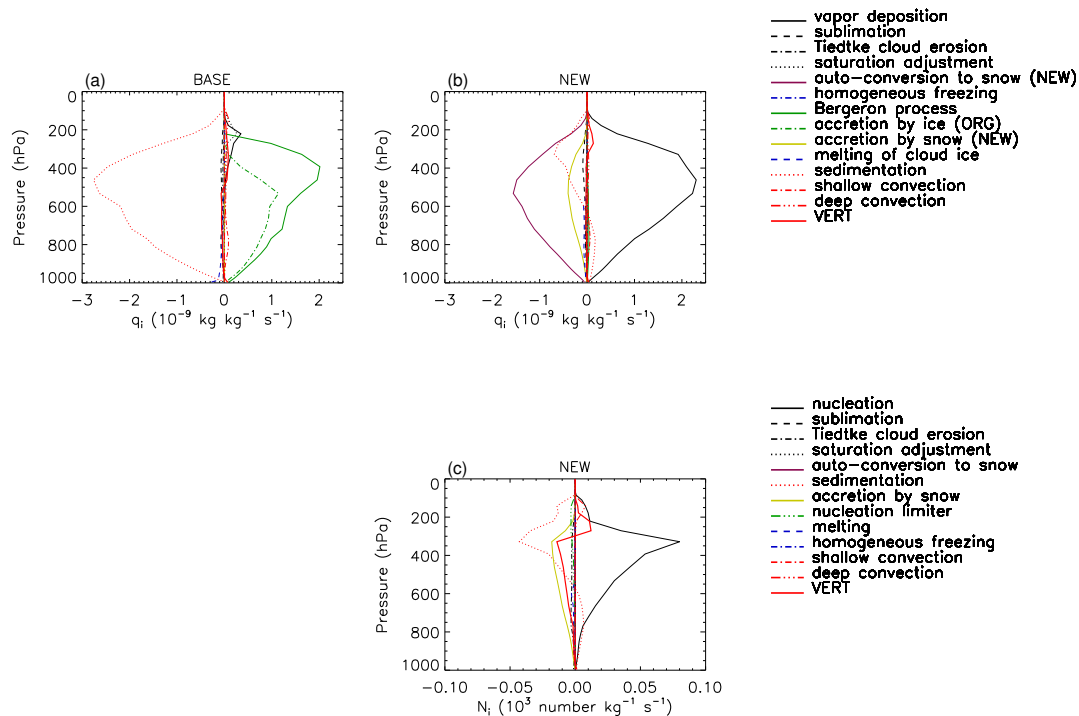 vapor deposition
sublimation
Tiedtke cloud erosion
saturation adjustment
auto-conversion to snow (NEW)
homogeneous freezing
Bergeron process
accretion by ice (ORG)
accretion by snow (NEW)
melting of cloud ice
sedimentation
shallow convection
deep convection
VERT
(a) BASE
Pressure (hPa)
0
200
400
600
800
1000
-3 -2 -1 0 1 2
q_i (10^-9 kg kg^-1 s^-1)
(b) NEW
Pressure (hPa)
0
200
400
600
800
1000
-3 -2 -1 0 1 2
q_i (10^-9 kg kg^-1 s^-1)
nucleation
sublimation
Tiedtke cloud erosion
saturation adjustment
auto-conversion to snow
sedimentation
accretion by snow
nucleation limiter
melting
homogeneous freezing
shallow convection
deep convection
VERT
(c) NEW
Pressure (hPa)
0
200
400
600
800
1000
-0.10 -0.05 0.00 0.05 0.10
N_i (10^3 number kg^-1 s^-1)